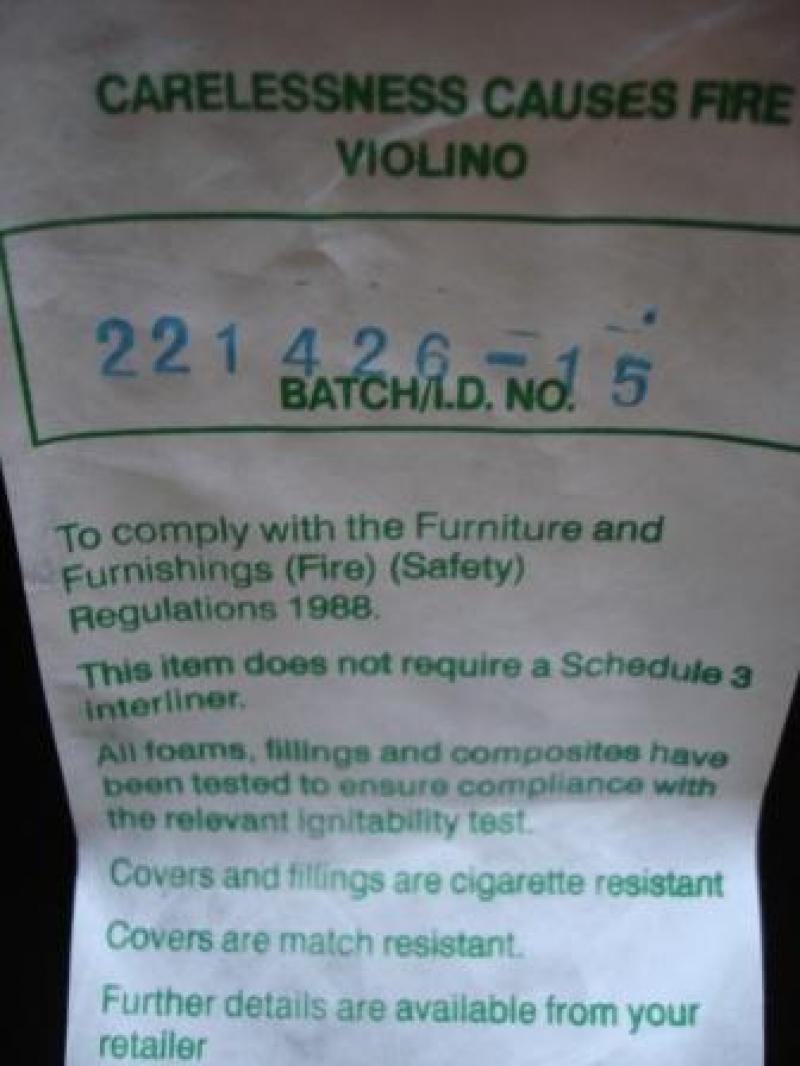 CARELESSNESS CAUSES FIRE
VIOLINO
221426-15
BATCH/I.D. NO.
To comply with the Furniture and
Furnishings (Fire) (Safety)
Regulations 1988.
This item does not require a Schedule 3
interliner.
All foams, fillings and composites have
been tested to ensure compliance with
the relevant ignitability test.
Covers and fillings are cigarette resistant
Covers are match resistant.
Further details are available from your
retailer